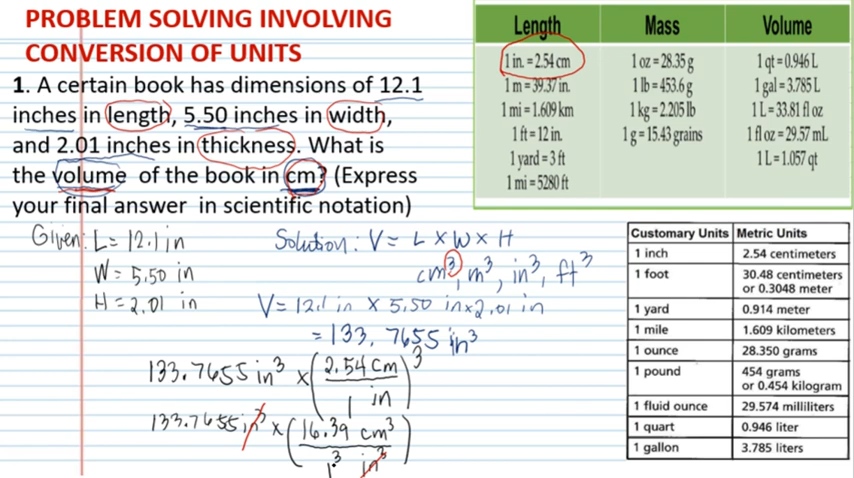 PROBLEM SOLVING INVOLVING
CONVERSION OF UNITS
1. A certain book has dimensions of 12.1
inches in length, 5.50 inches in width,
and 2.01 inches in thickness. What is
the volume of the book in cm? (Express
your final answer in scientific notation)
Length Mass Volume
1 in. = 2.54 cm 1 oz = 28.35 g 1 qt = 0.946 L
1 m = 39.37 in. 1 lb = 453.6 g 1 gal = 3.785 L
1 mi = 1.609 km 1 kg = 2.205 lb 1 L = 33.81 fl oz
1 ft = 12 in. 1 g = 15.43 grains 1 fl oz = 29.57 mL
1 yard = 3 ft 1 L = 1.057 qt
1 mi = 5280 ft
Given: L = 12.1 in
W = 5.50 in
H = 2.01 in
Solution: V = L x W x H
cm³, m³, in³, ft³
V = 12.1 in x 5.50 in x 2.01 in
= 133.7655 in³
133.7655 in³ x (2.54 cm / 1 in)³
133.7655 in³ x (16.39 cm³ / 1³ in³)
Customary Units Metric Units
1 inch 2.54 centimeters
1 foot 30.48 centimeters
or 0.3048 meter
1 yard 0.914 meter
1 mile 1.609 kilometers
1 ounce 28.350 grams
1 pound 454 grams
or 0.454 kilogram
1 fluid ounce 29.574 milliliters
1 quart 0.946 liter
1 gallon 3.785 liters